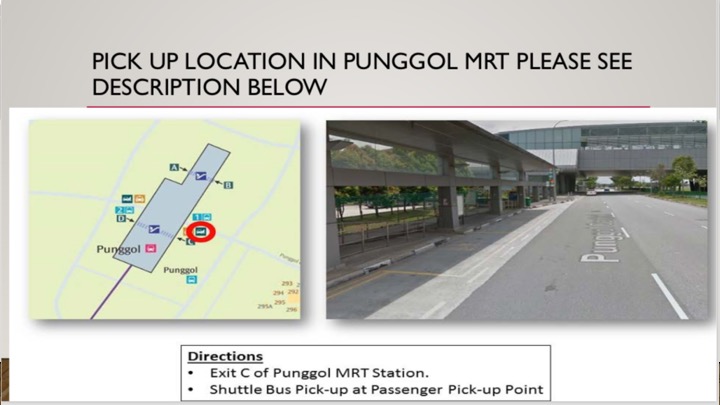 PICK UP LOCATION IN PUNGGOL MRT PLEASE SEE
DESCRIPTION BELOW
A
B
2
D
1
C
Punggol
Punggol
293
294 292
295
295A 296
Directions
• Exit C of Punggol MRT Station.
• Shuttle Bus Pick-up at Passenger Pick-up Point